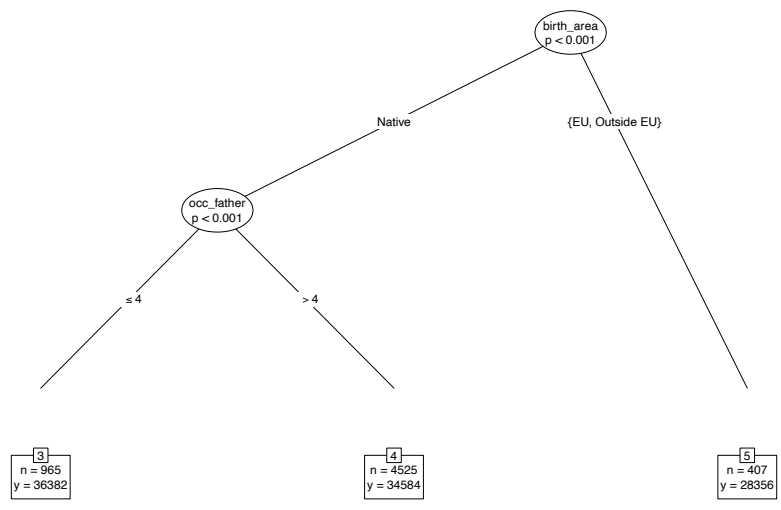 birth_area
p < 0.001
Native
{EU, Outside EU}
occ_father
p < 0.001
≤ 4
> 4
3
n = 965
y = 36382
4
n = 4525
y = 34584
5
n = 407
y = 28356